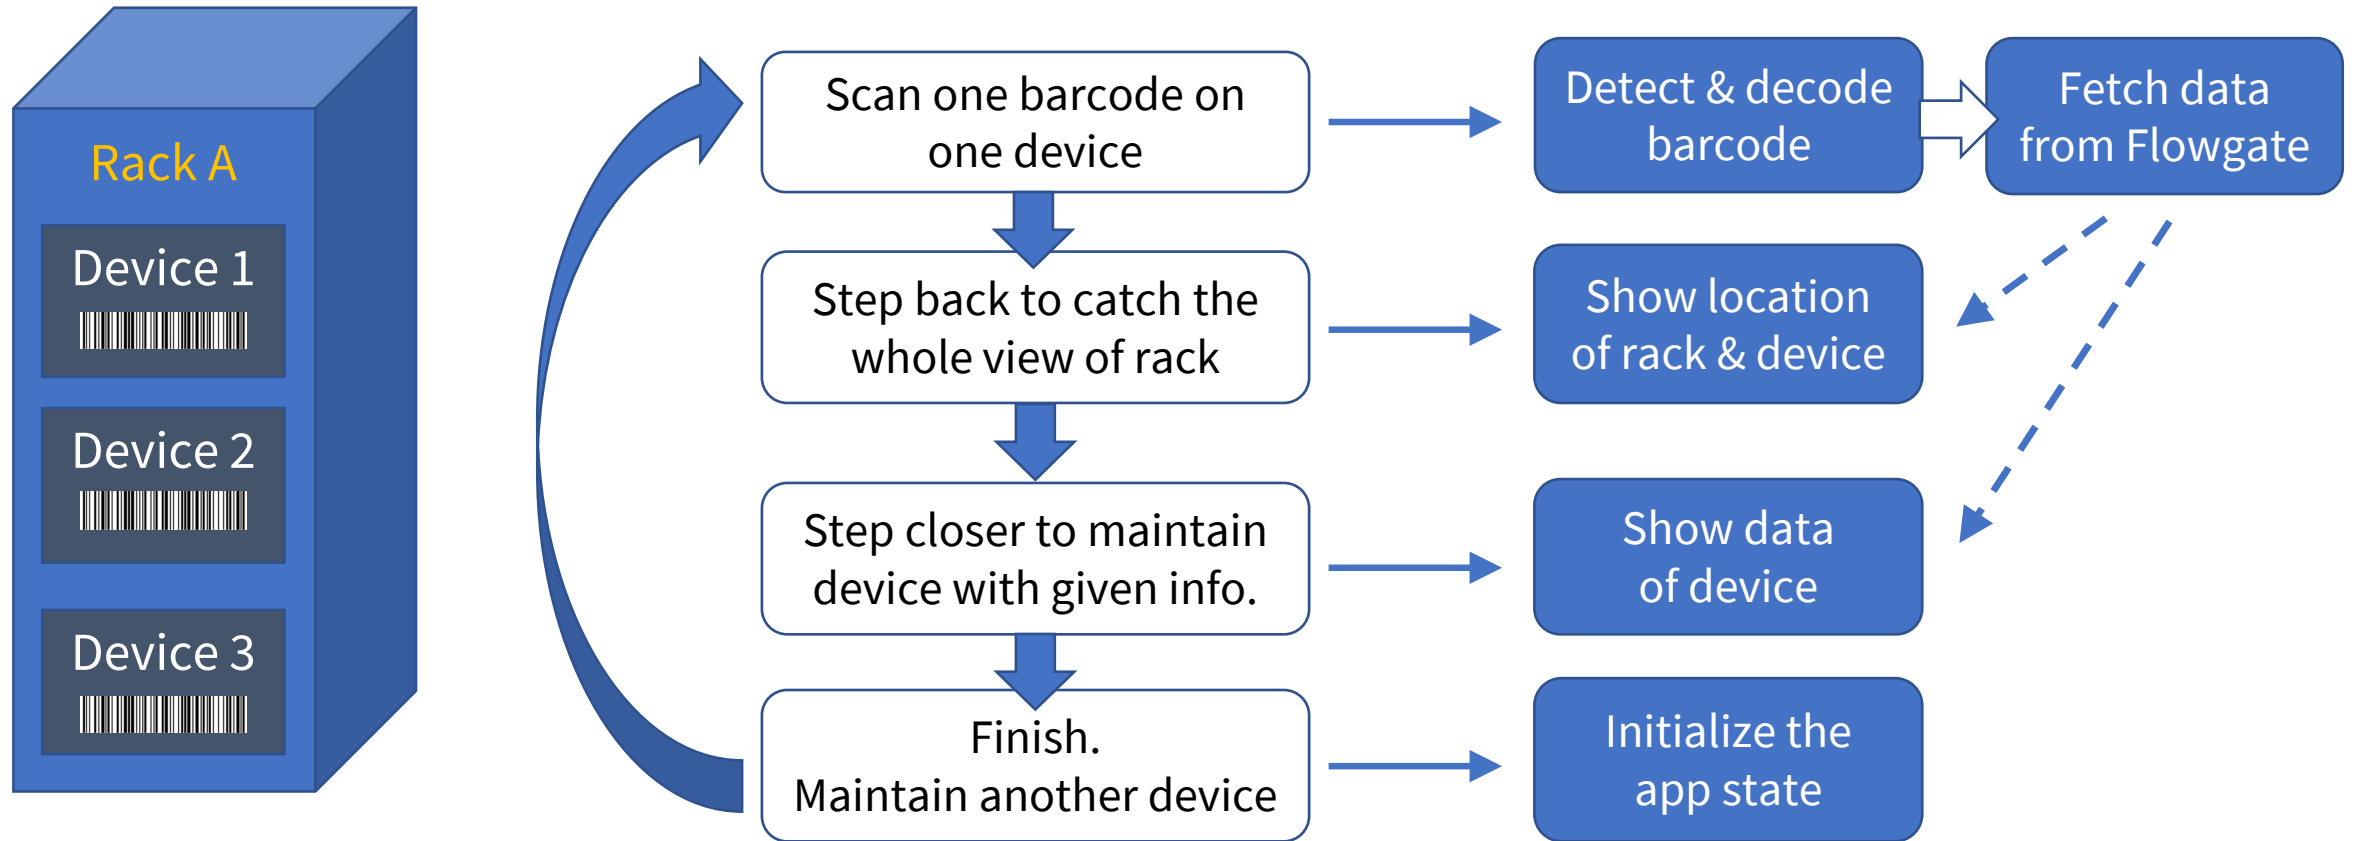 Rack A
Device 1
Device 2
Device 3
Scan one barcode on
one device
Step back to catch the
whole view of rack
Step closer to maintain
device with given info.
Finish.
Maintain another device
Detect & decode
barcode
Fetch data
from Flowgate
Show location
of rack & device
Show data
of device
Initialize the
app state